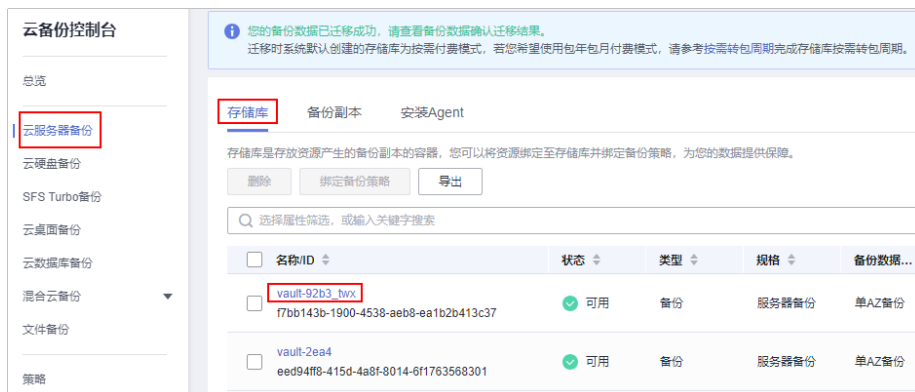 云备份控制台
总览
云服务器备份
云硬盘备份
SFS Turbo备份
云桌面备份
云数据库备份
混合云备份
文件备份
策略
您的备份数据已迁移成功，请查看备份数据确认迁移结果。
迁移时系统默认创建的存储库为按需付费模式，若您希望使用包年包月付费模式，请参考按需转包周期完成存储库按需转包周期。
存储库 备份副本 安装Agent
存储库是存放资源产生的备份副本的容器，您可以将资源绑定至存储库并绑定备份策略，为您的数据提供保障。
删除 绑定备份策略 导出
选择属性筛选，或输入关键字搜索
名称/ID 状态 类型 规格 备份数据...
vault-92b3_twx
f7bb143b-1900-4538-aeb8-ea1b2b413c37
可用 备份 服务器备份 单AZ备份
vault-2ea4
eed94ff8-415d-4a8f-8014-6f1763568301
可用 备份 服务器备份 单AZ备份